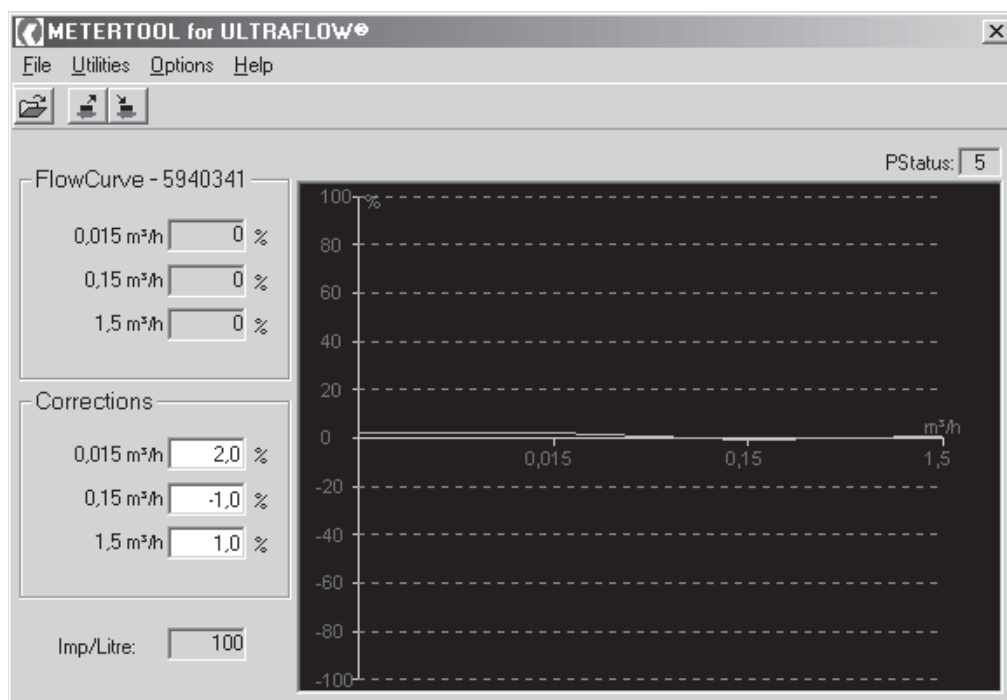 METERTOOL for ULTRAFLOW®
File Utilities Options Help
PStatus: 5
FlowCurve - 5940341
0,015 m³/h 0 %
0,15 m³/h 0 %
1,5 m³/h 0 %
Corrections
0,015 m³/h 2,0 %
0,15 m³/h -1,0 %
1,5 m³/h 1,0 %
Imp/Litre: 100
100 %
80
60
40
20
0 m³/h
0,015 0,15 1,5
-20
-40
-60
-80
-100